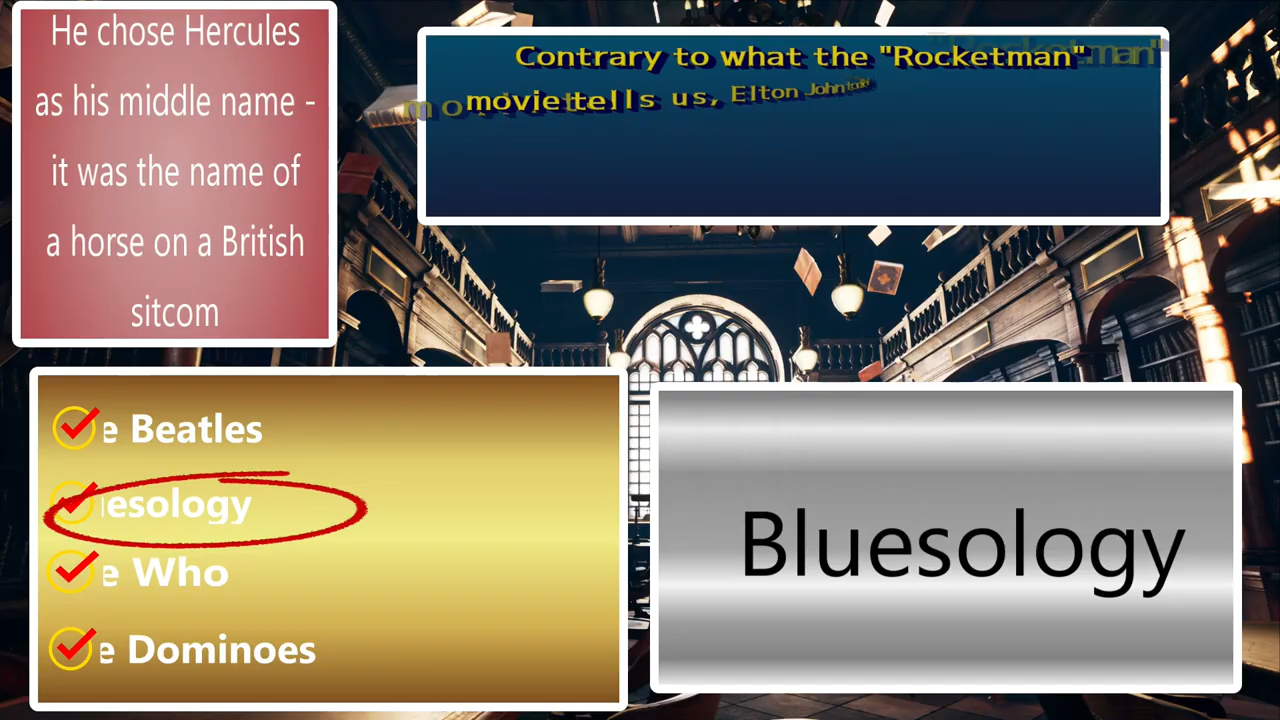 He chose Hercules
as his middle name -
it was the name of
a horse on a British
sitcom
Contrary to what the "Rocketman"
movie tells us, Elton John
e Beatles
esology
e Who
e Dominoes
Bluesology